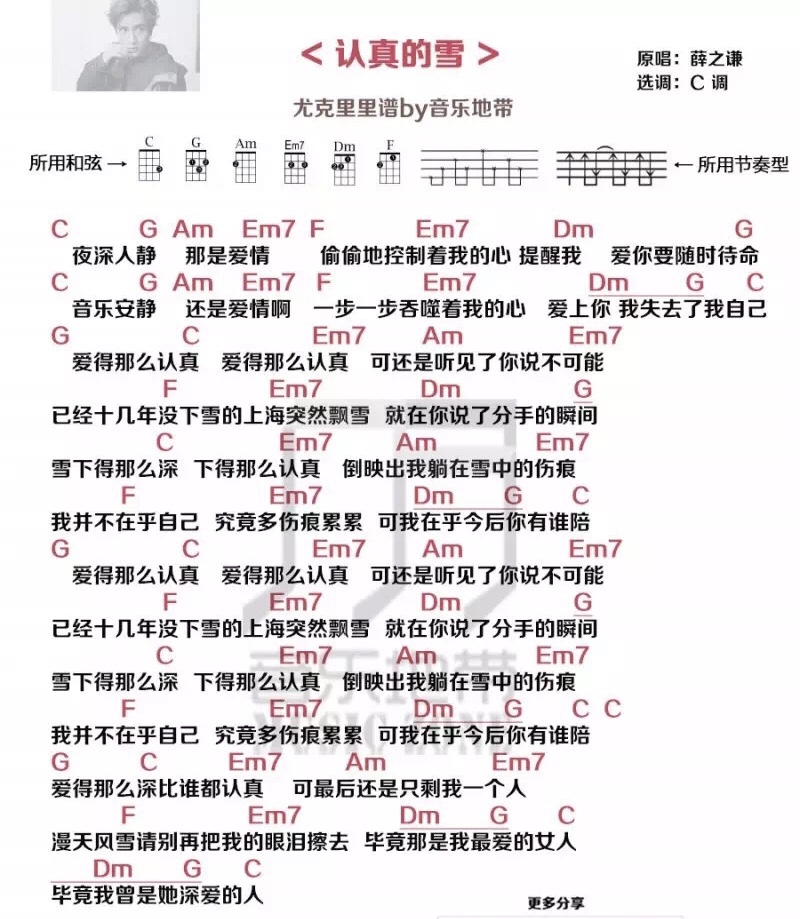 < 认真的雪 >
原唱：薛之谦
选调：C 调
尤克里里谱by音乐地带
C G Am Em7 Dm F
所用和弦→ ←所用节奏型
C G Am Em7 F Em7 Dm G
夜深人静 那是爱情 偷偷地控制着我的心 提醒我 爱你要随时待命
C G Am Em7 F Em7 Dm G C
音乐安静 还是爱情啊 一步一步吞噬着我的心 爱上你 我失去了我自己
G C Em7 Am Em7
爱得那么认真 爱得那么认真 可还是听见了你说不可能
F Em7 Dm G
已经十几年没下雪的上海突然飘雪 就在你说了分手的瞬间
C Em7 Am Em7
雪下得那么深 下得那么认真 倒映出我躺在雪中的伤痕
F Em7 Dm G C
我并不在乎自己 究竟多伤痕累累 可我在乎今后你有谁陪
G C Em7 Am Em7
爱得那么认真 爱得那么认真 可还是听见了你说不可能
F Em7 Dm G
已经十几年没下雪的上海突然飘雪 就在你说了分手的瞬间
C Em7 Am Em7
雪下得那么深 下得那么认真 倒映出我躺在雪中的伤痕
F Em7 Dm G C C
我并不在乎自己 究竟多伤痕累累 可我在乎今后你有谁陪
G C Em7 Am Em7
爱得那么深比谁都认真 可最后还是只剩我一个人
F Em7 Dm G C
漫天风雪请别再把我的眼泪擦去 毕竟那是我最爱的女人
Dm G C
毕竟我曾是她深爱的人
音乐地带
MUSIC ZONE
更多分享